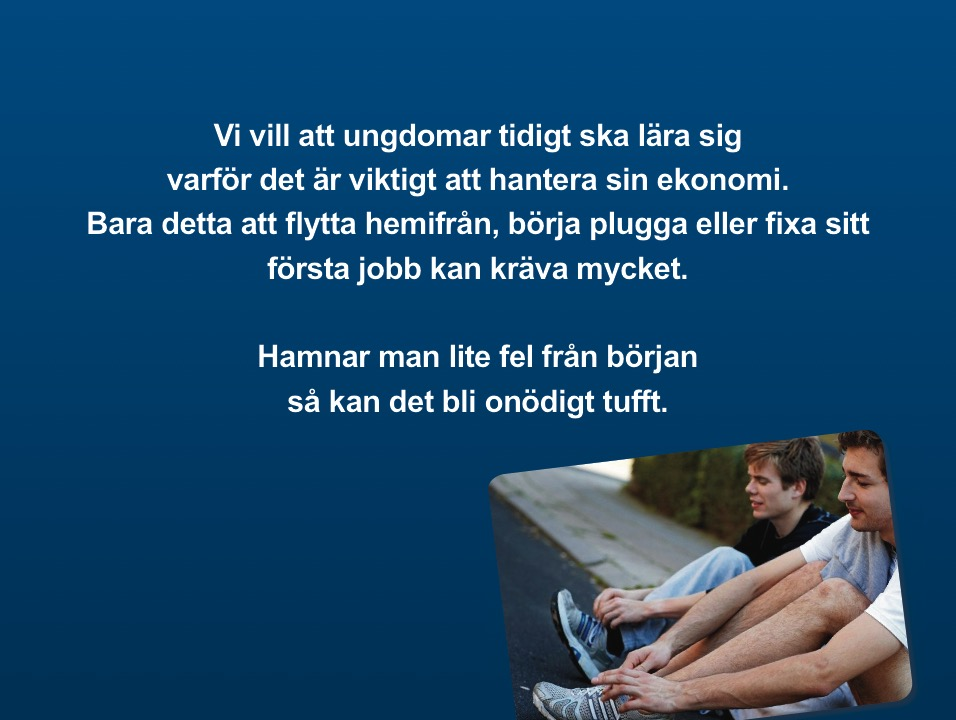 Vi vill att ungdomar tidigt ska lära sig
varför det är viktigt att hantera sin ekonomi.
Bara detta att flytta hemifrån, börja plugga eller fixa sitt
första jobb kan kräva mycket.
Hamnar man lite fel från början
så kan det bli onödigt tufft.